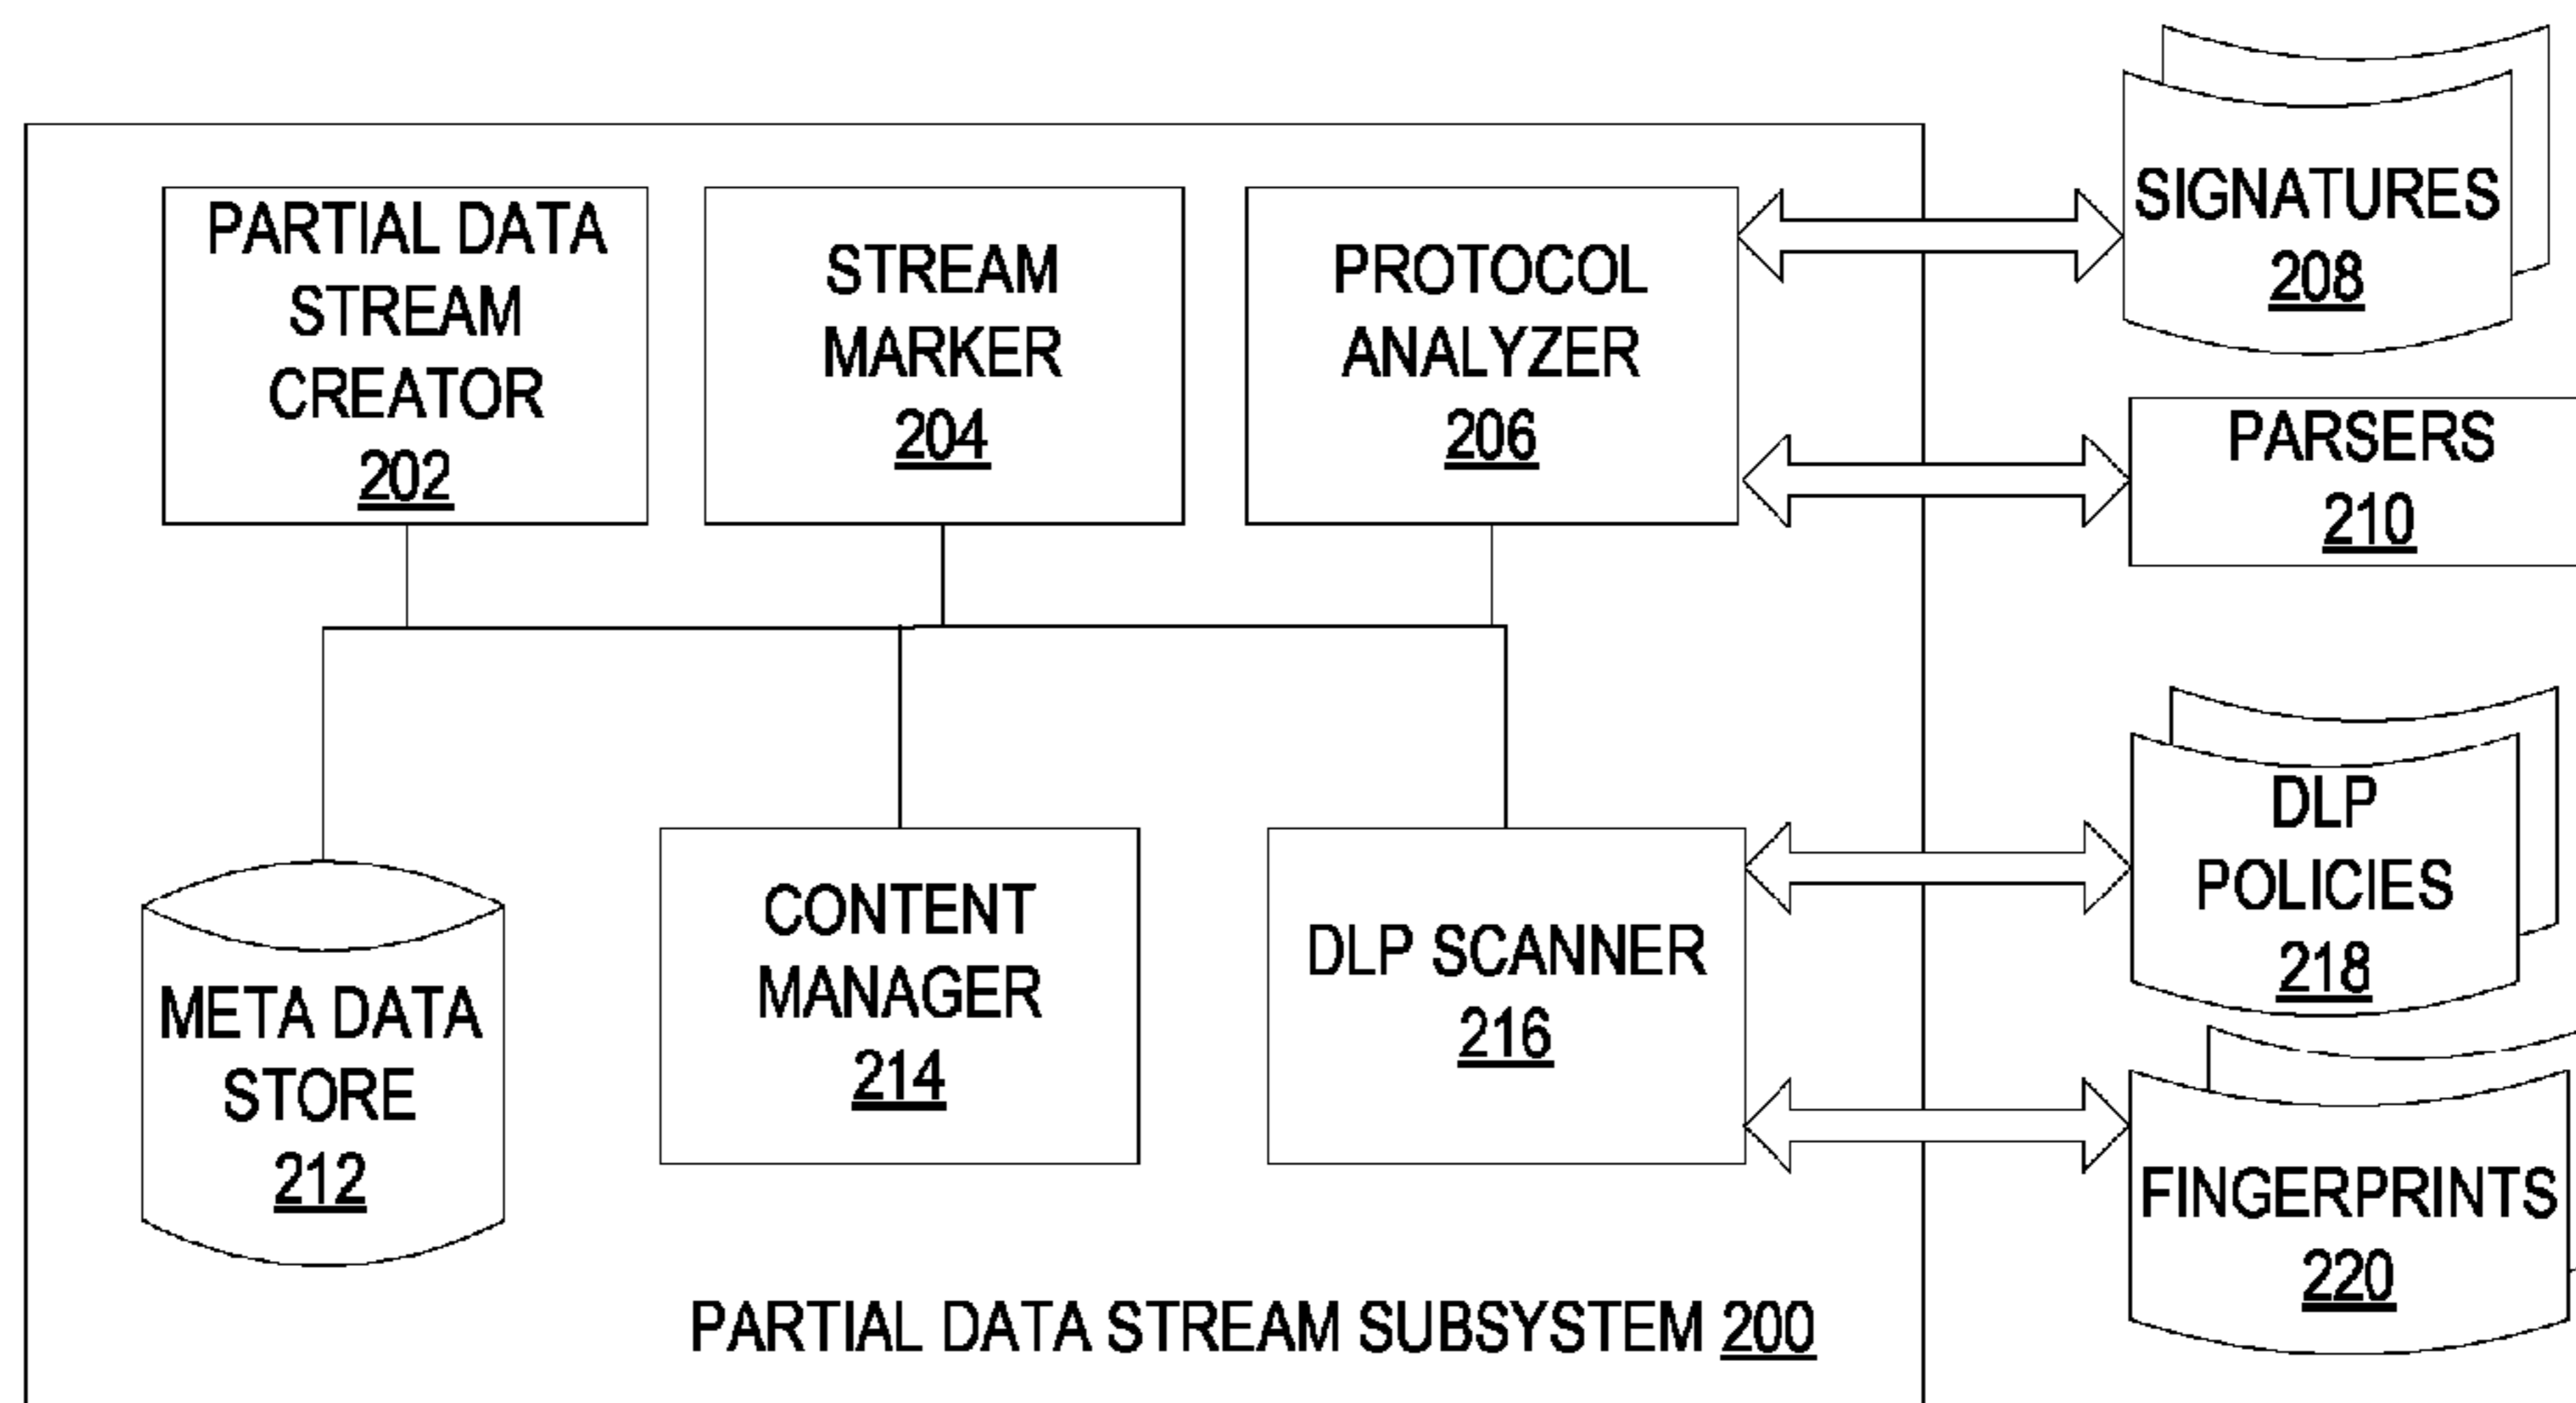 PARTIAL DATA
STREAM
CREATOR
202
STREAM
MARKER
204
PROTOCOL
ANALYZER
206
SIGNATURES
208
PARSERS
210
META DATA
STORE
212
CONTENT
MANAGER
214
DLP SCANNER
216
DLP
POLICIES
218
FINGERPRINTS
220
PARTIAL DATA STREAM SUBSYSTEM 200